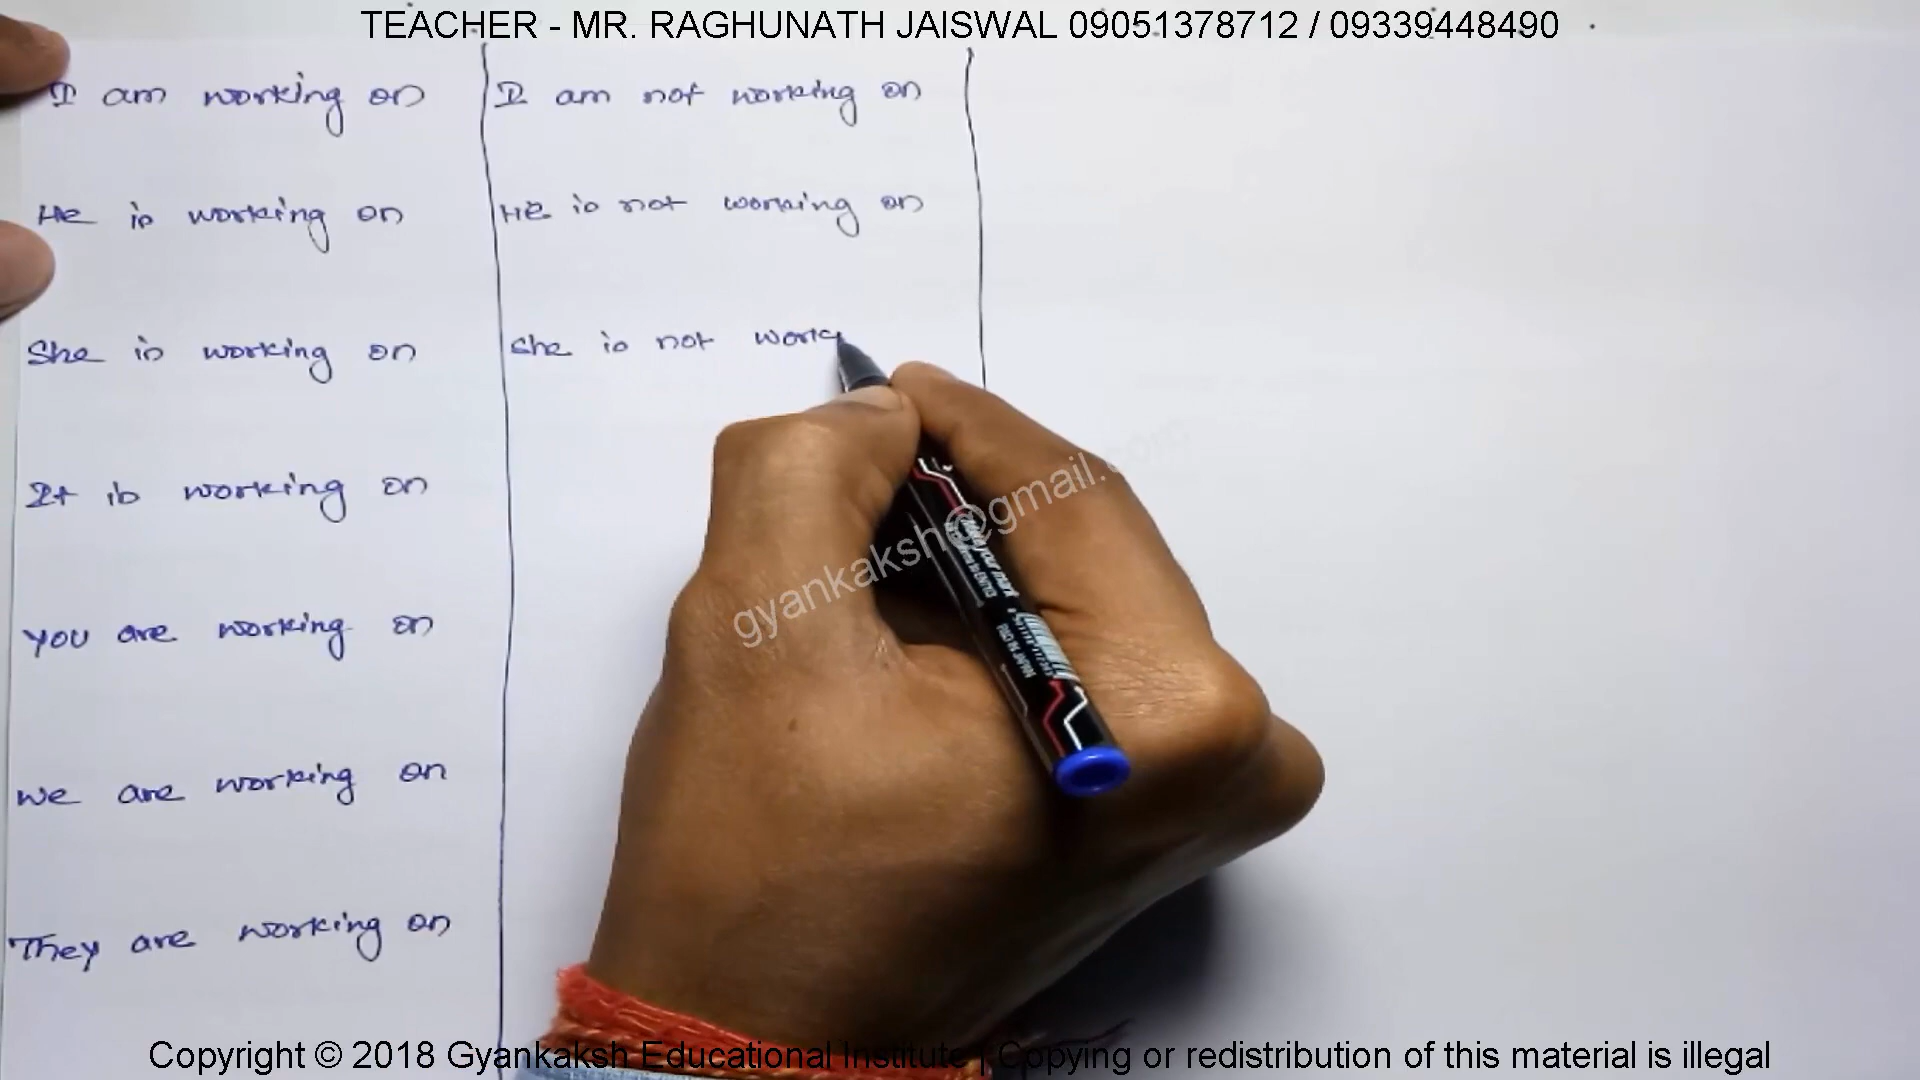 TEACHER - MR. RAGHUNATH JAISWAL 09051378712 / 09339448490
I am working on
He is working on
She is working on
It is working on
You are working on
We are working on
They are working on
I am not working on
He is not working on
She is not work
gyankaksh@gmail.com
Copyright © 2018 Gyankaksh Educational Institute | Copying or redistribution of this material is illegal